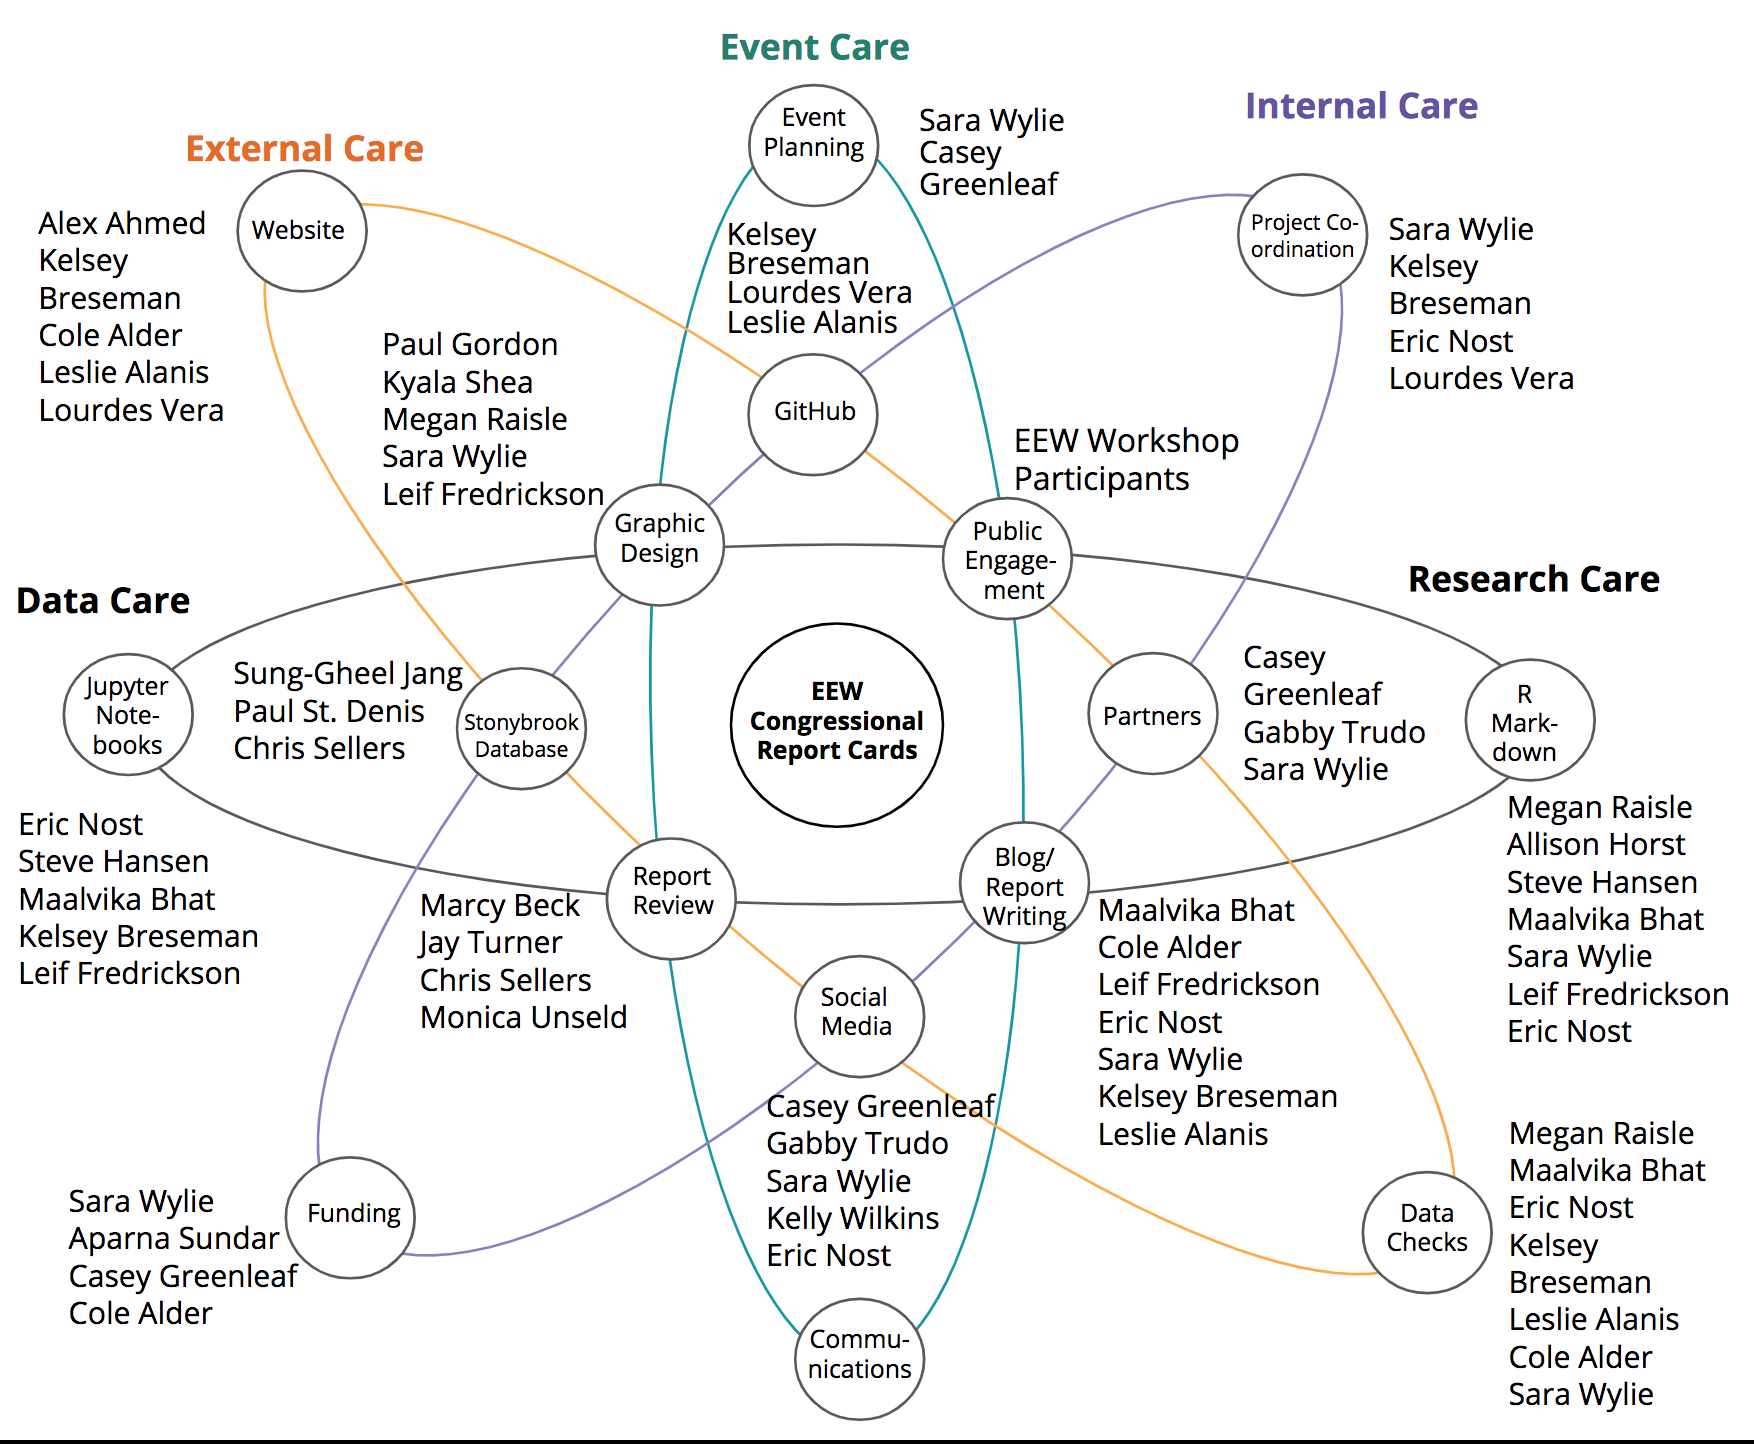 Event Care
Internal Care
External Care
Event
Planning
Sara Wylie
Casey
Greenleaf
Website
Alex Ahmed
Kelsey
Breseman
Cole Alder
Leslie Alanis
Lourdes Vera
Kelsey
Breseman
Lourdes Vera
Leslie Alanis
Project Co-
ordination
Sara Wylie
Kelsey
Breseman
Eric Nost
Lourdes Vera
Paul Gordon
Kyala Shea
Megan Raisle
Sara Wylie
Leif Fredrickson
GitHub
EEW Workshop
Participants
Graphic
Design
Public
Engage-
ment
Data Care
Research Care
Jupyter
Note-
books
Sung-Gheel Jang
Paul St. Denis
Chris Sellers
Stonybrook
Database
EEW
Congressional
Report Cards
Partners
Casey
Greenleaf
Gabby Trudo
Sara Wylie
R
Mark-
down
Eric Nost
Steve Hansen
Maalvika Bhat
Kelsey Breseman
Leif Fredrickson
Report
Review
Marcy Beck
Jay Turner
Chris Sellers
Monica Unseld
Blog/
Report
Writing
Maalvika Bhat
Cole Alder
Leif Fredrickson
Eric Nost
Sara Wylie
Kelsey Breseman
Leslie Alanis
Megan Raisle
Allison Horst
Steve Hansen
Maalvika Bhat
Sara Wylie
Leif Fredrickson
Eric Nost
Social
Media
Casey Greenleaf
Gabby Trudo
Sara Wylie
Kelly Wilkins
Eric Nost
Sara Wylie
Aparna Sundar
Casey Greenleaf
Cole Alder
Funding
Data
Checks
Megan Raisle
Maalvika Bhat
Eric Nost
Kelsey
Breseman
Leslie Alanis
Cole Alder
Sara Wylie
Commu-
nications